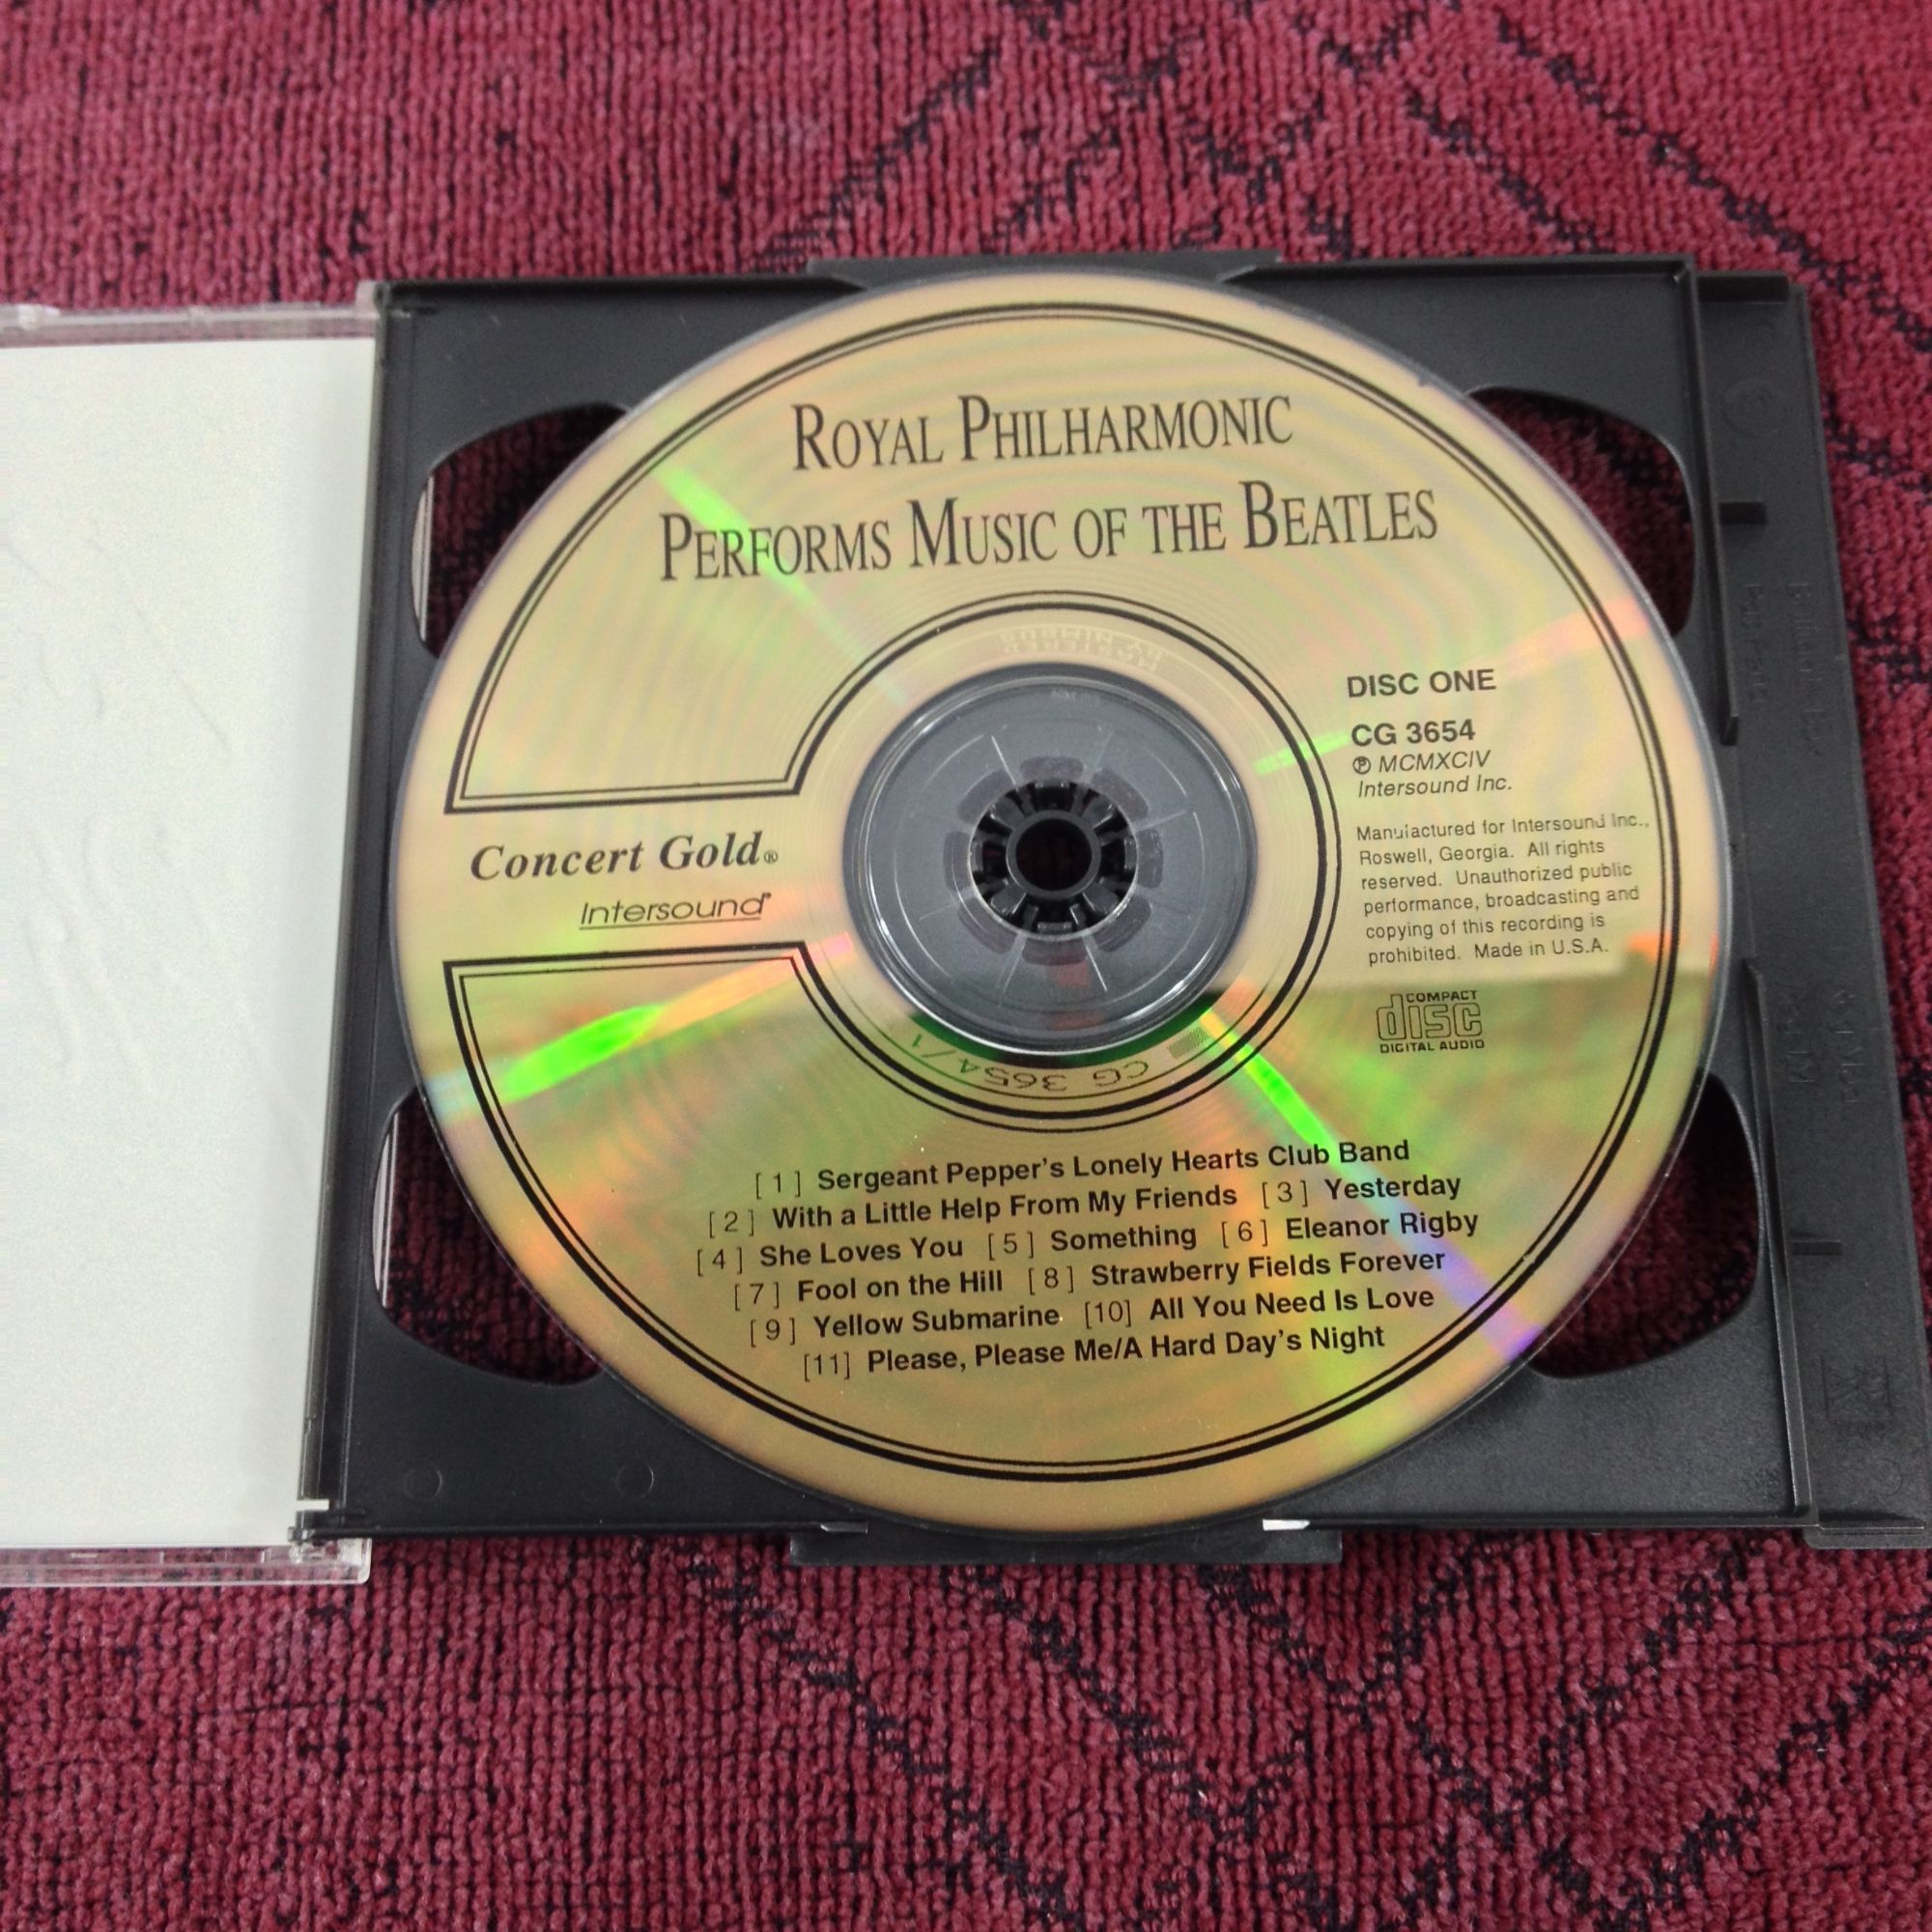 ROYAL PHILHARMONIC
PERFORMS MUSIC OF THE BEATLES
DISC ONE
CG 3654
℗ MCMXCIV
Intersound Inc.
Manufactured for Intersound Inc.,
Roswell, Georgia. All rights
reserved. Unauthorized public
performance, broadcasting and
copying of this recording is
prohibited. Made in U.S.A.
COMPACT
disc
DIGITAL AUDIO
Concert Gold®
Intersound
CG 3654/1
[ 1 ] Sergeant Pepper's Lonely Hearts Club Band
[ 2 ] With a Little Help From My Friends [ 3 ] Yesterday
[ 4 ] She Loves You [ 5 ] Something [ 6 ] Eleanor Rigby
[ 7 ] Fool on the Hill [ 8 ] Strawberry Fields Forever
[ 9 ] Yellow Submarine [10] All You Need Is Love
[11] Please, Please Me/A Hard Day's Night